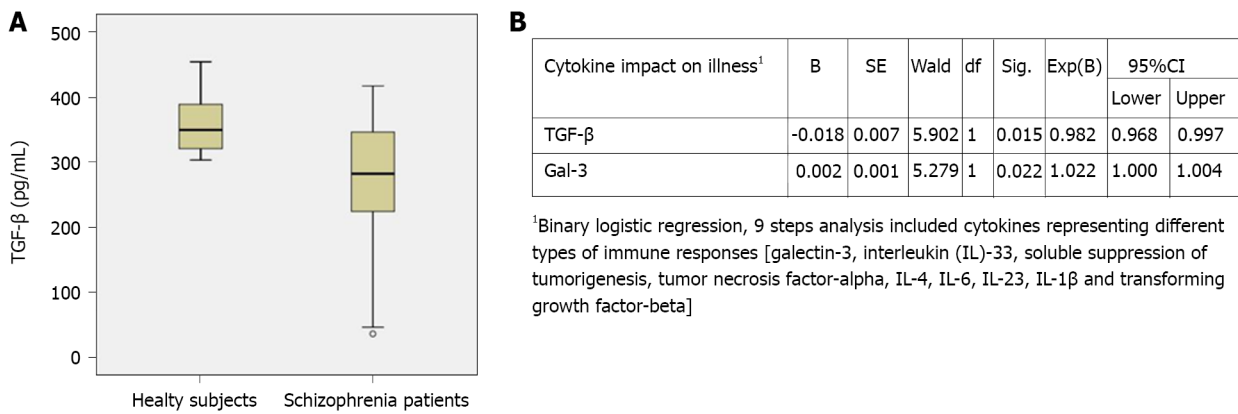 A
500
400
300
200
100
0
TGF-β (pg/mL)
Healty subjects
Schizophrenia patients
B
Cytokine impact on illness¹ B SE Wald df Sig. Exp(B) 95%CI
Lower Upper
TGF-β -0.018 0.007 5.902 1 0.015 0.982 0.968 0.997
Gal-3 0.002 0.001 5.279 1 0.022 1.022 1.000 1.004
¹Binary logistic regression, 9 steps analysis included cytokines representing different
types of immune responses [galectin-3, interleukin (IL)-33, soluble suppression of
tumorigenesis, tumor necrosis factor-alpha, IL-4, IL-6, IL-23, IL-1β and transforming
growth factor-beta]